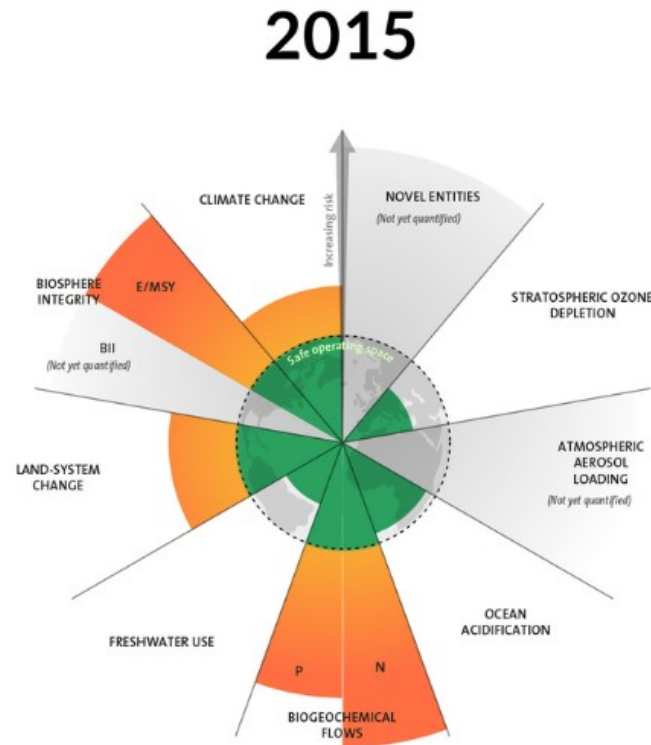 2015
CLIMATE CHANGE
NOVEL ENTITIES
(Not yet quantified)
Increasing risk
STRATOSPHERIC OZONE
DEPLETION
BIOSPHERE
INTEGRITY
E/MSY
BII
(Not yet quantified)
Safe operating space
ATMOSPHERIC
AEROSOL
LOADING
(Not yet quantified)
LAND-SYSTEM
CHANGE
FRESHWATER USE
OCEAN
ACIDIFICATION
P
N
BIOGEOCHEMICAL
FLOWS